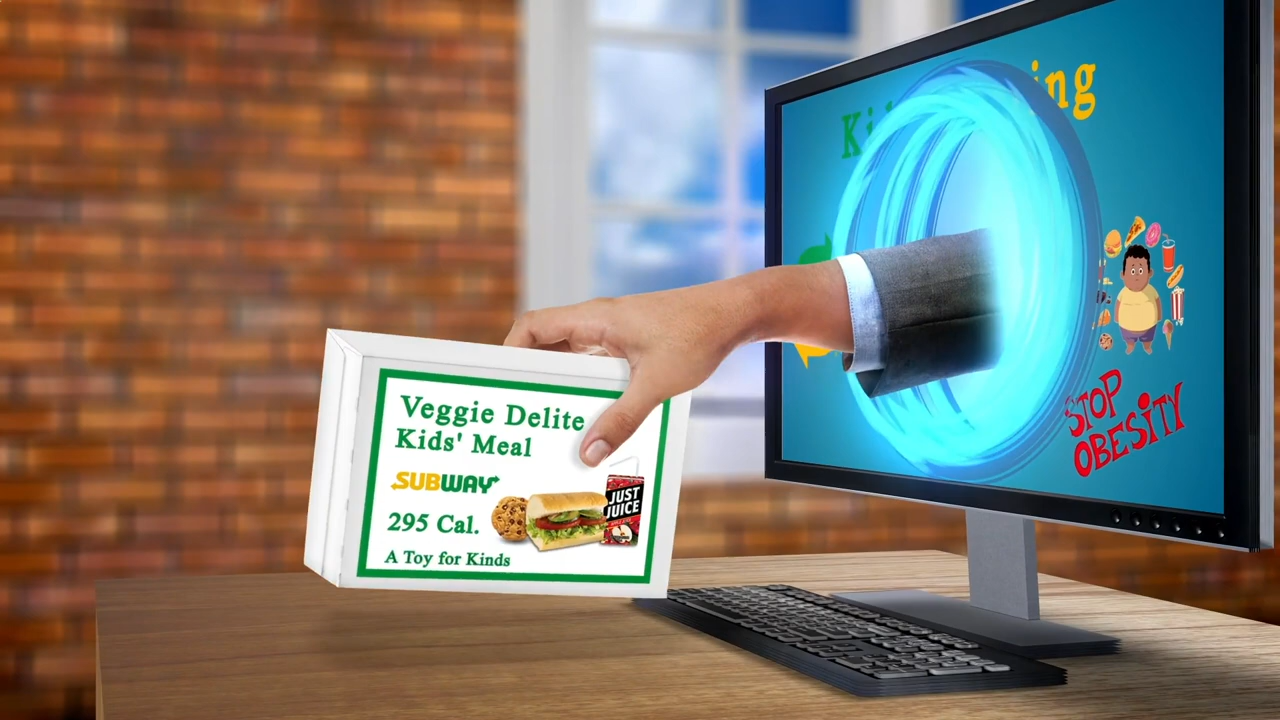 Veggie Delite
Kids' Meal
SUBWAY
295 Cal.
A Toy for Kinds
JUST
JUICE
STOP
OBESITY